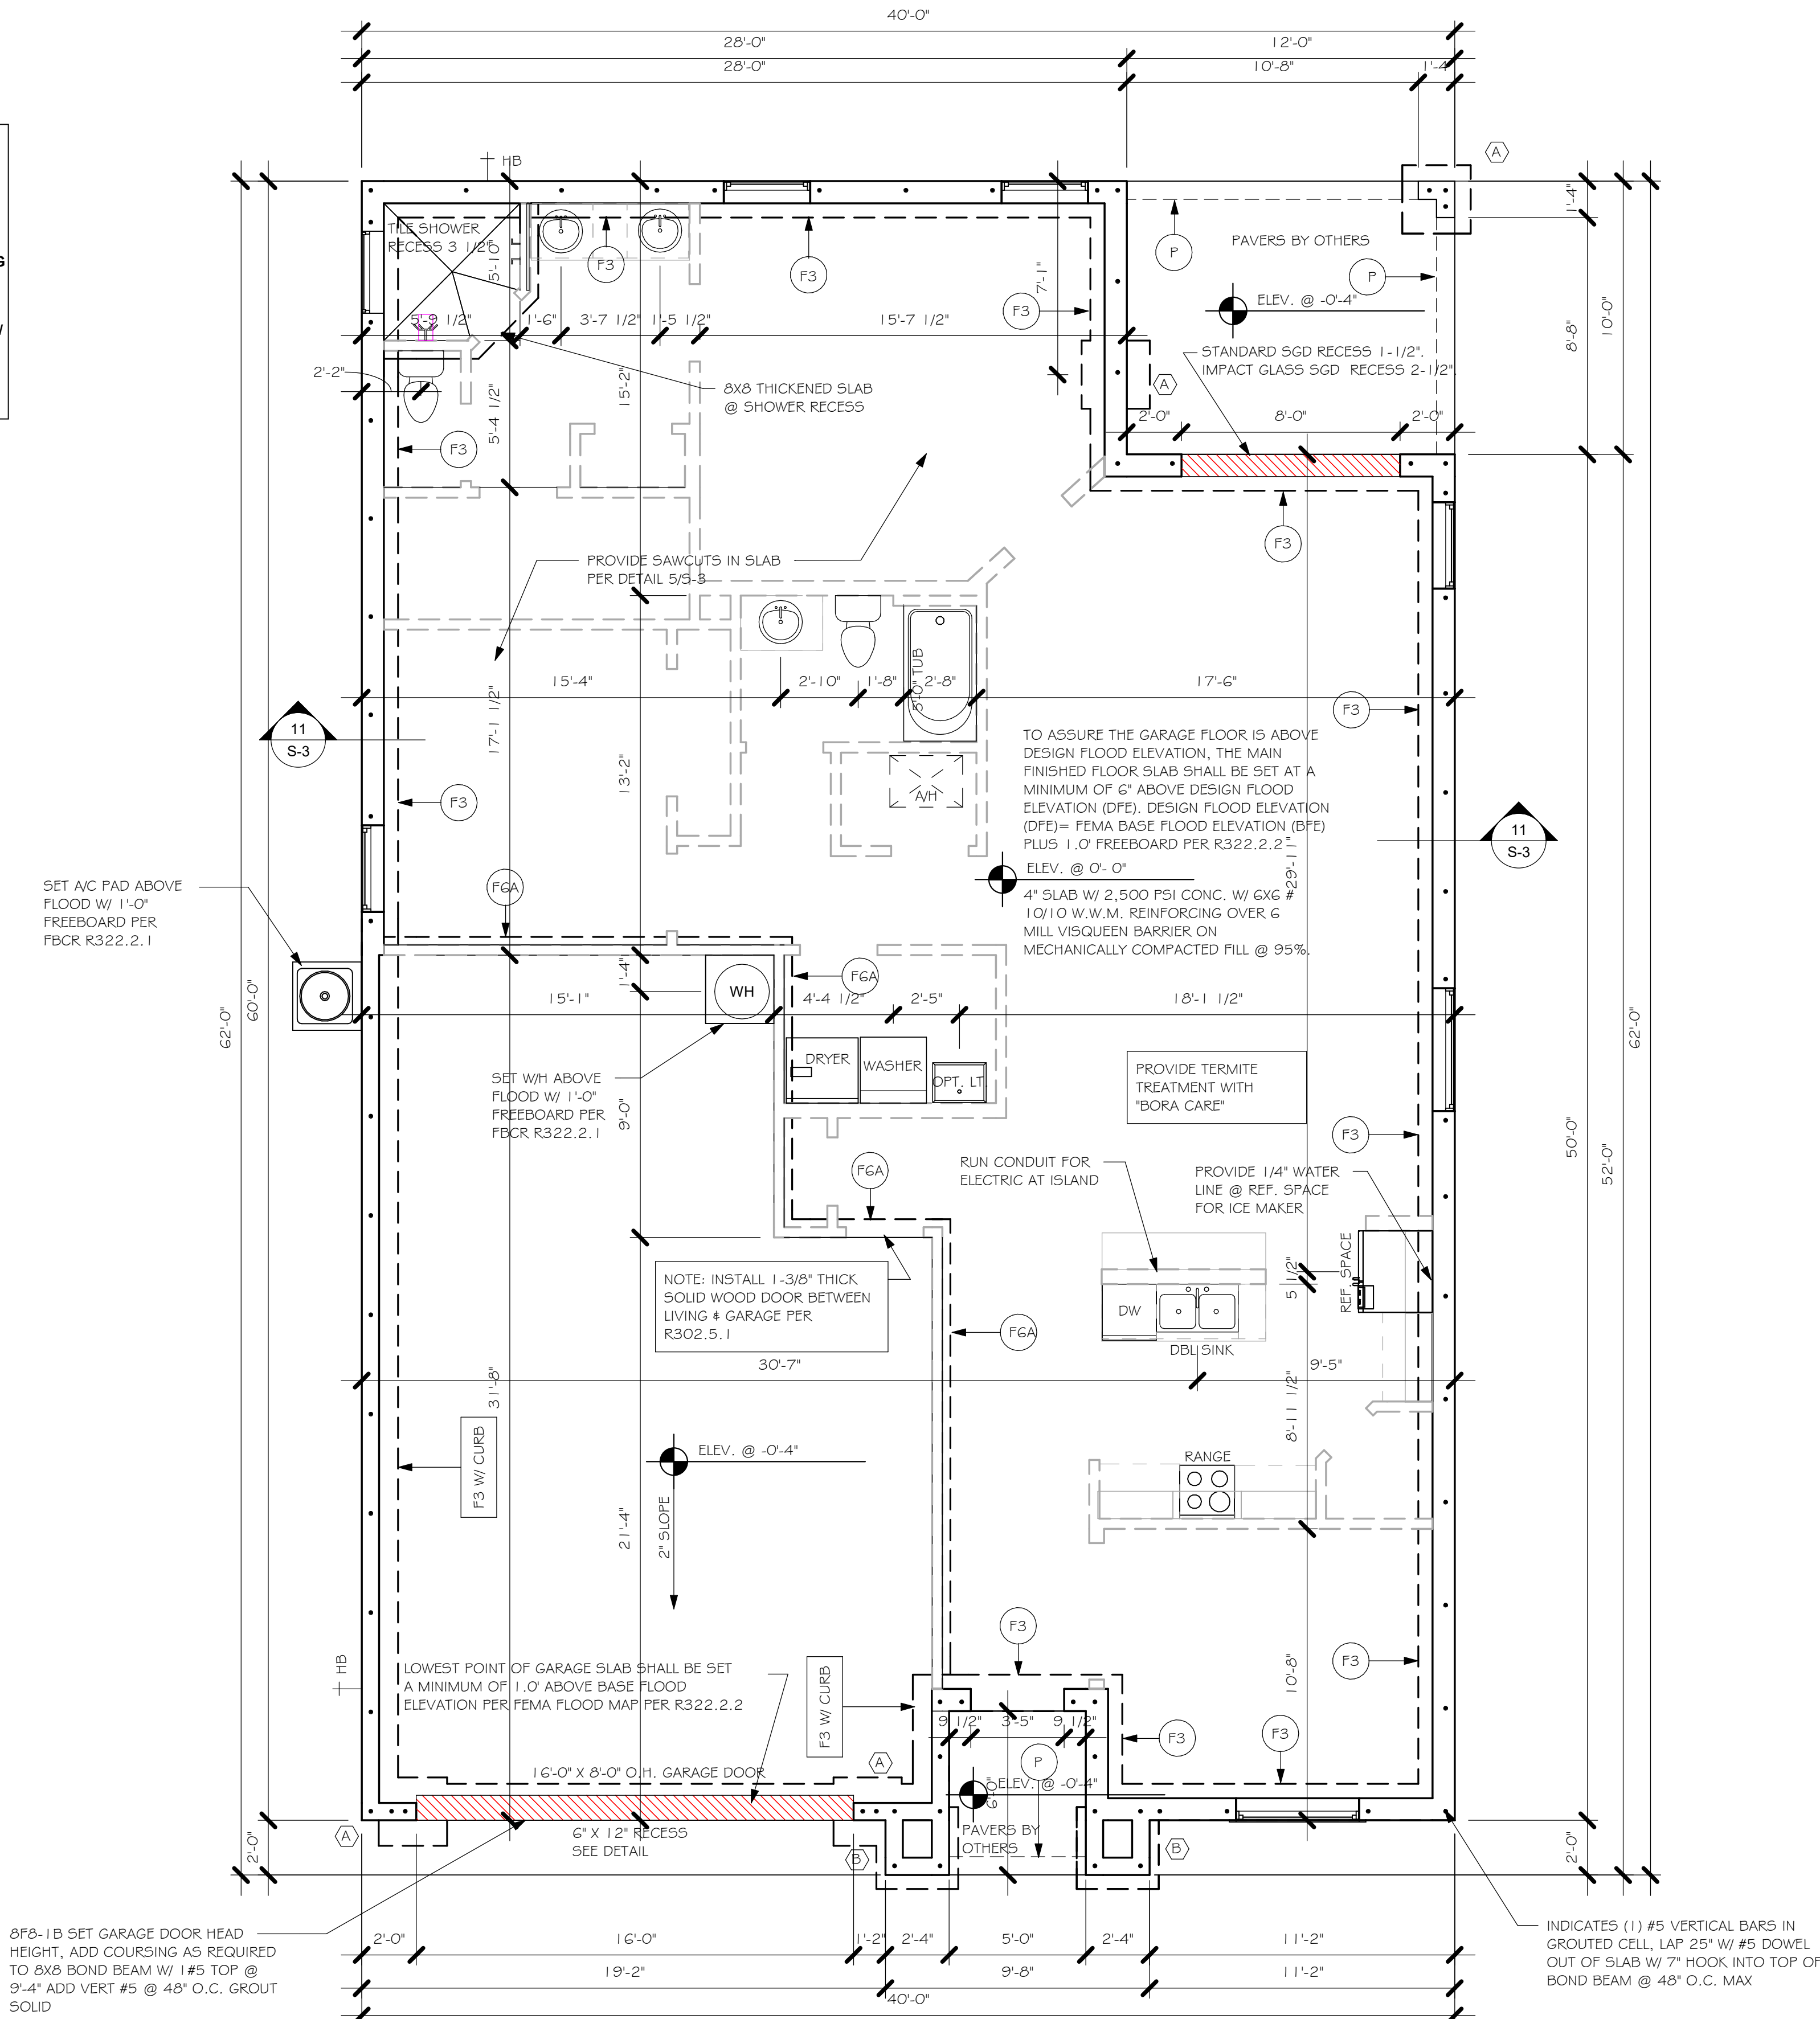 40'-0"
28'-0" 12'-0"
28'-0" 10'-8" 1'-4"
HB
A
TILE SHOWER
RECESS 3 1/2"
5'-10"
F3
F3
F3
7'-1"
P
PAVERS BY OTHERS
P
ELEV. @ -0'-4"
1'-4"
8'-8"
10'-0"
5'-9 1/2" 1'-6" 3'-7 1/2" 1'-5 1/2" 15'-7 1/2"
STANDARD SGD RECESS 1-1/2".
IMPACT GLASS SGD RECESS 2-1/2"
2'-2"
15'-2"
5'-4 1/2"
8X8 THICKENED SLAB
@ SHOWER RECESS
A
2'-0" 8'-0" 2'-0"
F3
F3
PROVIDE SAWCUTS IN SLAB
PER DETAIL 5/S-3
15'-4" 2'-10" 1'-8" 2'-8" 17'-6"
5'-0" TUB
F3
11
S-3
17'-1 1/2"
13'-2"
A/H
F3
TO ASSURE THE GARAGE FLOOR IS ABOVE
DESIGN FLOOD ELEVATION, THE MAIN
FINISHED FLOOR SLAB SHALL BE SET AT A
MINIMUM OF 6" ABOVE DESIGN FLOOD
ELEVATION (DFE). DESIGN FLOOD ELEVATION
(DFE)= FEMA BASE FLOOD ELEVATION (BFE)
PLUS 1.0' FREEBOARD PER R322.2.2
29'-11"
11
S-3
ELEV. @ 0'- 0"
4" SLAB W/ 2,500 PSI CONC. W/ 6X6 #
10/10 W.W.M. REINFORCING OVER 6
MILL VISQUEEN BARRIER ON
MECHANICALLY COMPACTED FILL @ 95%.
SET A/C PAD ABOVE
FLOOD W/ 1'-0"
FREEBOARD PER
FBCR R322.2.1
F6A
F6A
1'-4"
WH
15'-1" 4'-4 1/2" 2'-5" 18'-1 1/2"
62'-0"
60'-0"
DRYER
WASHER
OPT. LT.
SET W/H ABOVE
FLOOD W/ 1'-0"
FREEBOARD PER
FBCR R322.2.1
9'-0"
PROVIDE TERMITE
TREATMENT WITH
"BORA CARE"
F3
50'-0"
52'-0"
62'-0"
F6A
RUN CONDUIT FOR
ELECTRIC AT ISLAND
PROVIDE 1/4" WATER
LINE @ REF. SPACE
FOR ICE MAKER
REF. SPACE
5 1/2"
NOTE: INSTALL 1-3/8" THICK
SOLID WOOD DOOR BETWEEN
LIVING & GARAGE PER
R302.5.1
F6A
DW
DBL SINK
30'-7" 9'-5"
31'-8"
8'-11 1/2"
F3 W/ CURB
ELEV. @ -0'-4"
RANGE
21'-4"
2" SLOPE
F3
HB
LOWEST POINT OF GARAGE SLAB SHALL BE SET
A MINIMUM OF 1.0' ABOVE BASE FLOOD
ELEVATION PER FEMA FLOOD MAP PER R322.2.2
F3 W/ CURB
10'-8"
F3
9 1/2" 3'-5" 9 1/2"
F3
F3
P
A
16'-0" X 8'-0" O.H. GARAGE DOOR
ELEV. @ -0'-4"
6'-0"
A
6" X 12" RECESS
SEE DETAIL
B
PAVERS BY
OTHERS
B
2'-0"
2'-0"
8F8-1B SET GARAGE DOOR HEAD
HEIGHT, ADD COURSING AS REQUIRED
TO 8X8 BOND BEAM W/ 1#5 TOP @
9'-4" ADD VERT #5 @ 48" O.C. GROUT
SOLID
INDICATES (1) #5 VERTICAL BARS IN
GROUTED CELL, LAP 25" W/ #5 DOWEL
OUT OF SLAB W/ 7" HOOK INTO TOP OF
BOND BEAM @ 48" O.C. MAX
2'-0" 16'-0" 1'-2" 2'-4" 5'-0" 2'-4" 11'-2"
19'-2" 9'-8" 11'-2"
40'-0"